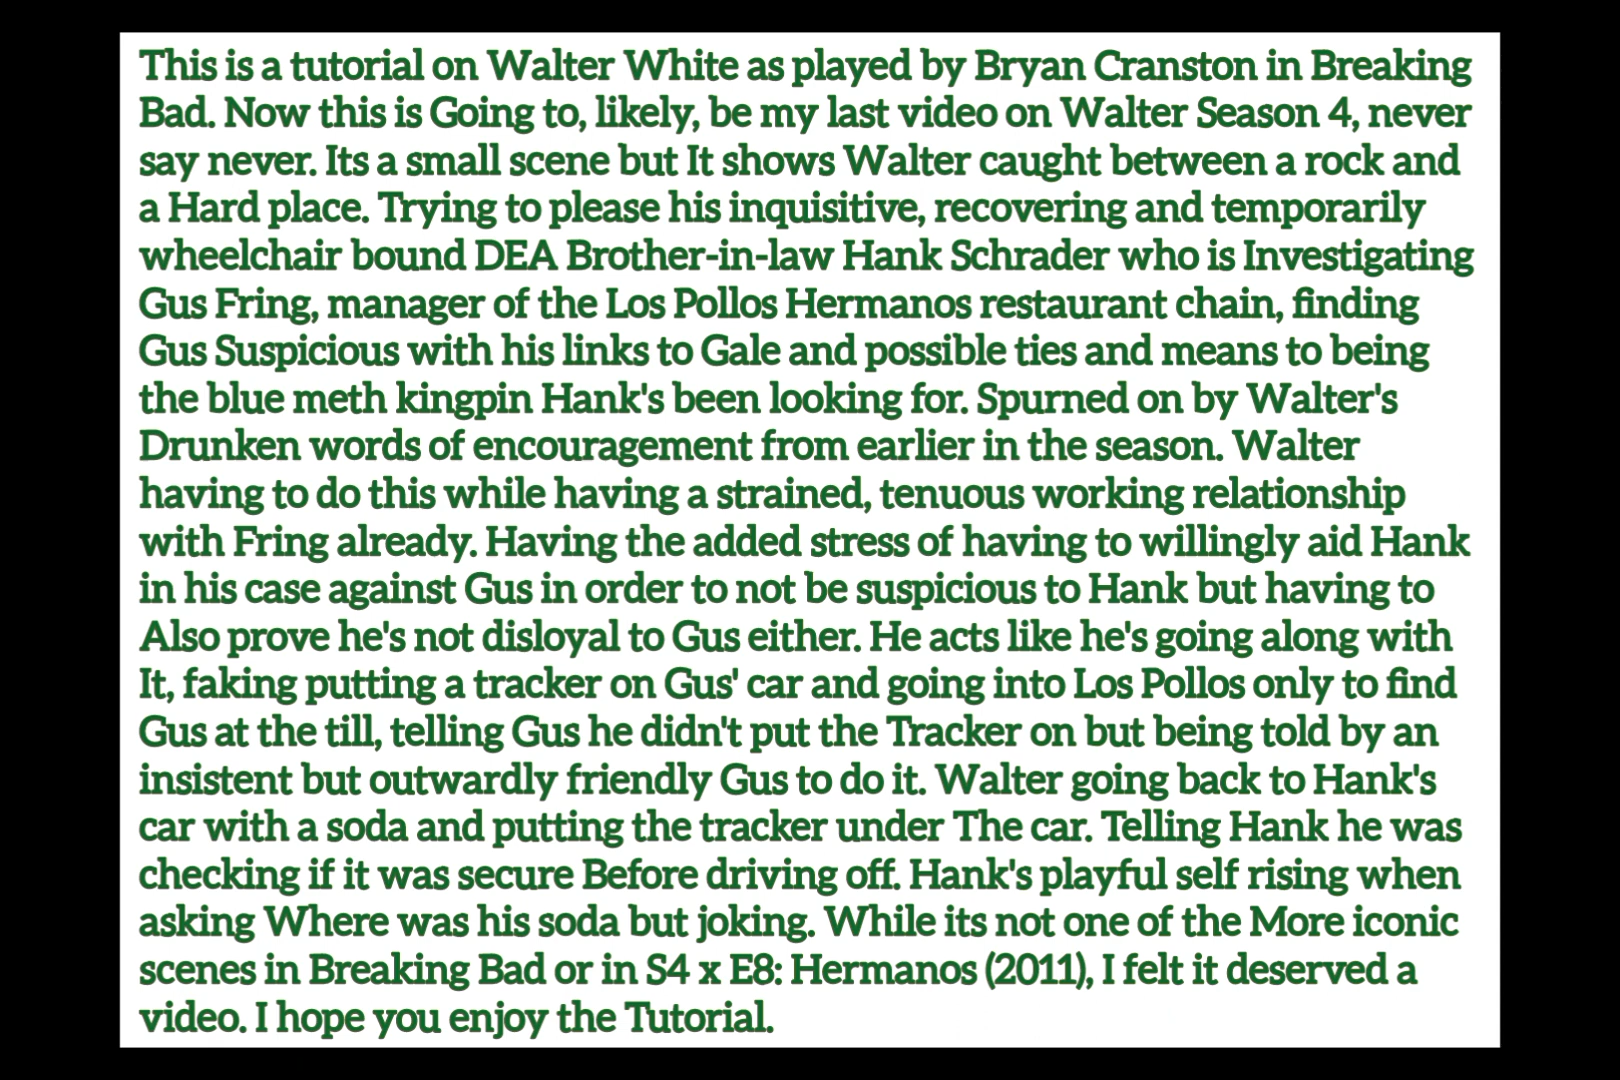 This is a tutorial on Walter White as played by Bryan Cranston in Breaking
Bad. Now this is Going to, likely, be my last video on Walter Season 4, never
say never. Its a small scene but It shows Walter caught between a rock and
a Hard place. Trying to please his inquisitive, recovering and temporarily
wheelchair bound DEA Brother-in-law Hank Schrader who is Investigating
Gus Fring, manager of the Los Pollos Hermanos restaurant chain, finding
Gus Suspicious with his links to Gale and possible ties and means to being
the blue meth kingpin Hank's been looking for. Spurned on by Walter's
Drunken words of encouragement from earlier in the season. Walter
having to do this while having a strained, tenuous working relationship
with Fring already. Having the added stress of having to willingly aid Hank
in his case against Gus in order to not be suspicious to Hank but having to
Also prove he's not disloyal to Gus either. He acts like he's going along with
It, faking putting a tracker on Gus' car and going into Los Pollos only to find
Gus at the till, telling Gus he didn't put the Tracker on but being told by an
insistent but outwardly friendly Gus to do it. Walter going back to Hank's
car with a soda and putting the tracker under The car. Telling Hank he was
checking if it was secure Before driving off. Hank's playful self rising when
asking Where was his soda but joking. While its not one of the More iconic
scenes in Breaking Bad or in S4 x E8: Hermanos (2011), I felt it deserved a
video. I hope you enjoy the Tutorial.